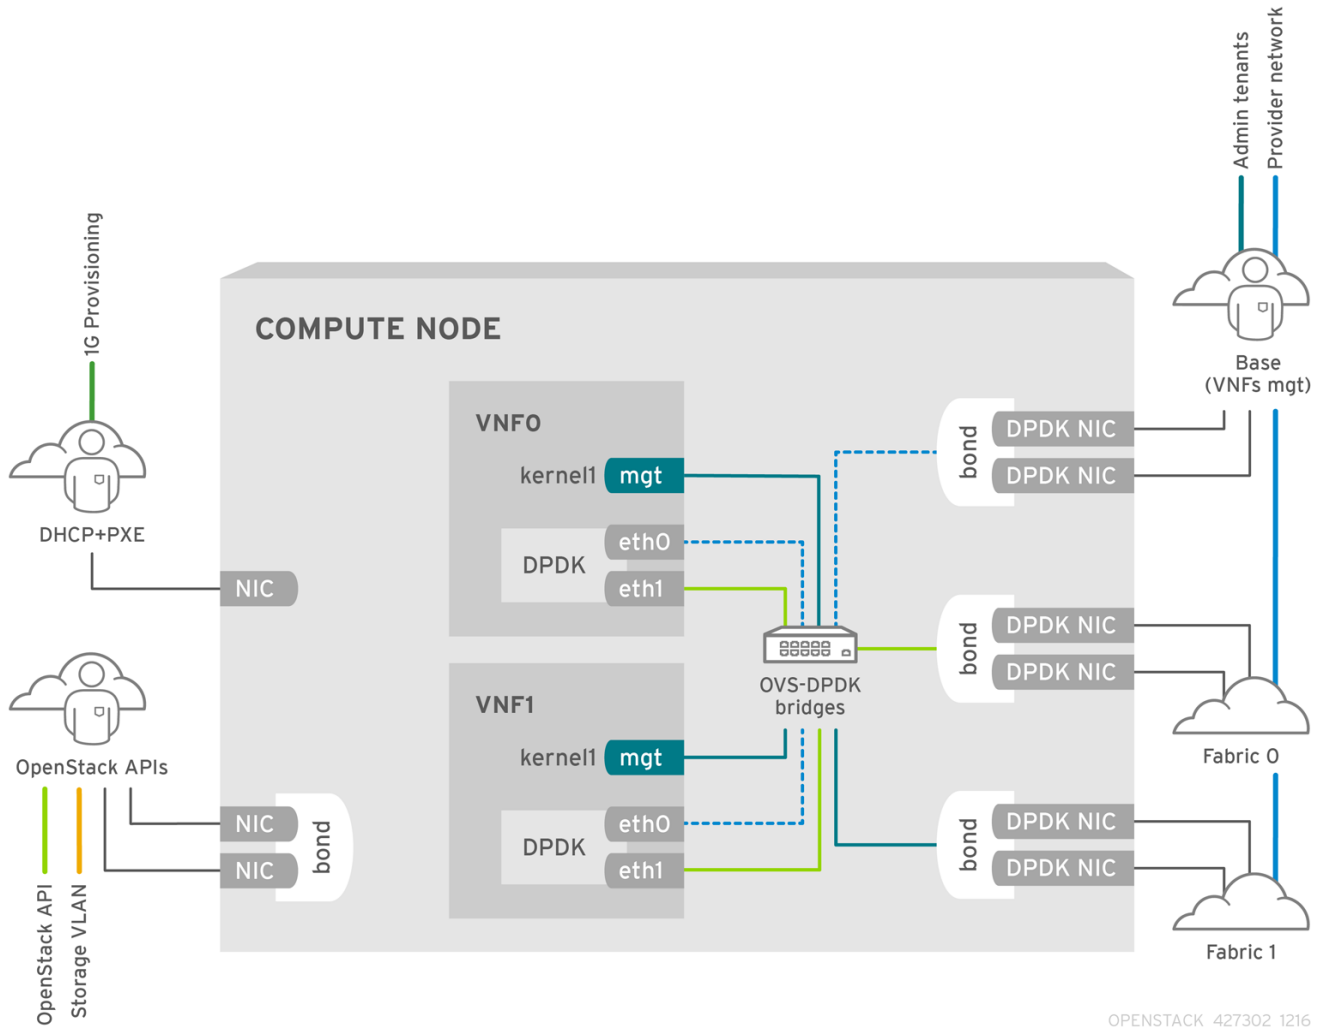 Admin tenants
Provider network
1G Provisioning
COMPUTE NODE
Base
(VNFs mgt)
VNF0
bond
DPDK NIC
DPDK NIC
kernel1
mgt
DHCP+PXE
eth0
DPDK
eth1
NIC
bond
DPDK NIC
DPDK NIC
OVS-DPDK
bridges
VNF1
kernel1
mgt
Fabric 0
OpenStack APIs
NIC
NIC
bond
eth0
DPDK
eth1
bond
DPDK NIC
DPDK NIC
OpenStack API
Storage VLAN
Fabric 1
OPENSTACK 427302 1216